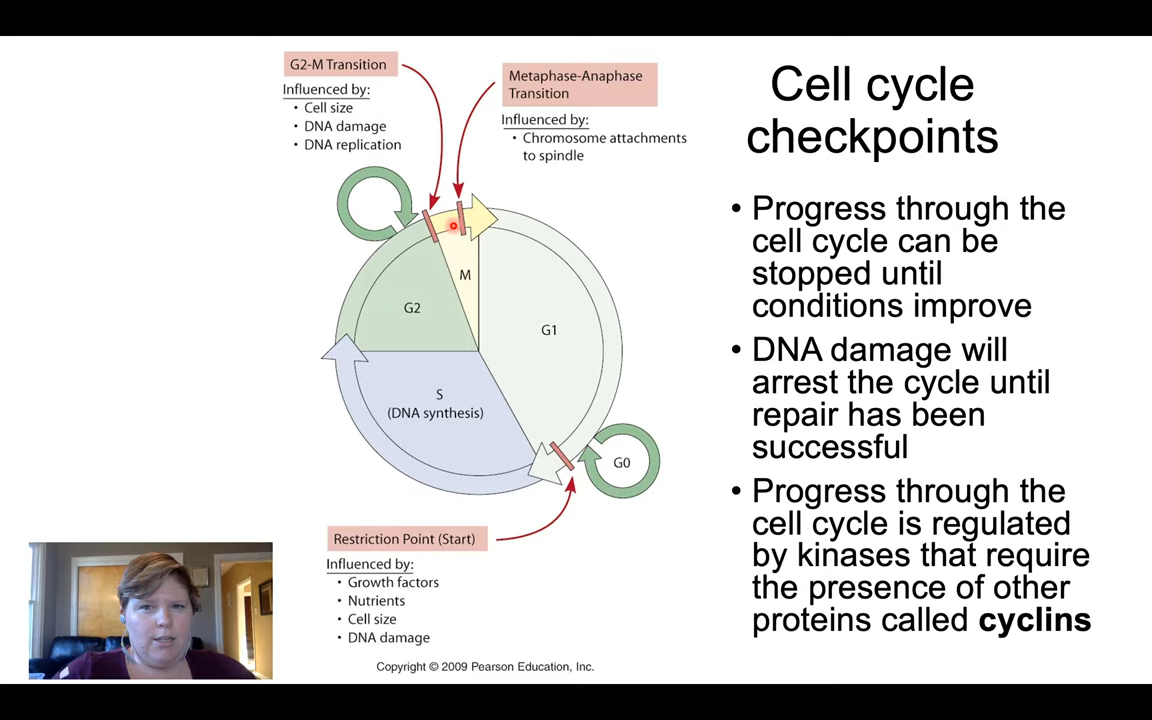 G2-M Transition
Influenced by:
• Cell size
• DNA damage
• DNA replication
Metaphase-Anaphase
Transition
Influenced by:
• Chromosome attachments
to spindle
M
G2
G1
S
(DNA synthesis)
G0
Restriction Point (Start)
Influenced by:
• Growth factors
• Nutrients
• Cell size
• DNA damage
Copyright © 2009 Pearson Education, Inc.
Cell cycle
checkpoints
• Progress through the
cell cycle can be
stopped until
conditions improve
• DNA damage will
arrest the cycle until
repair has been
successful
• Progress through the
cell cycle is regulated
by kinases that require
the presence of other
proteins called cyclins